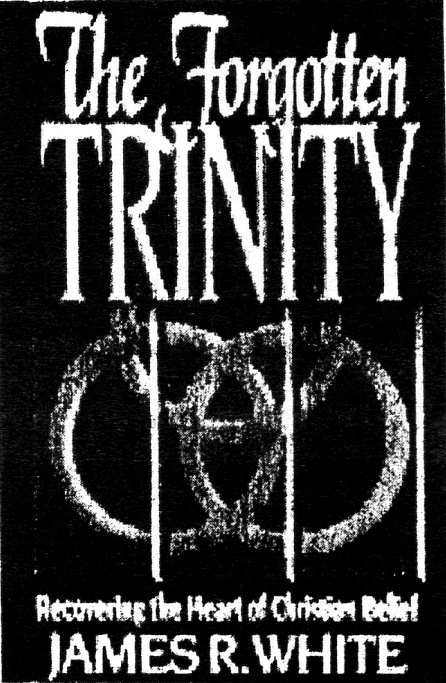 The Forgotten
TRINITY
Recovering the Heart of Christian Belief
JAMES R. WHITE